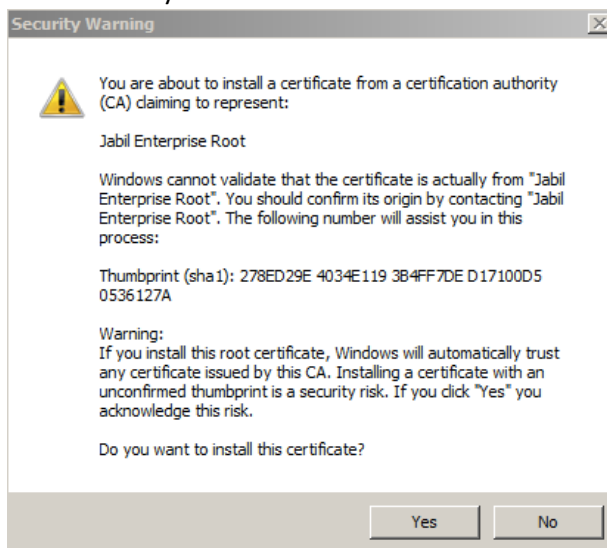 Security Warning
You are about to install a certificate from a certification authority
(CA) claiming to represent:
Jabil Enterprise Root
Windows cannot validate that the certificate is actually from "Jabil
Enterprise Root". You should confirm its origin by contacting "Jabil
Enterprise Root". The following number will assist you in this
process:
Thumbprint (sha1): 278ED29E 4034E119 3B4FF7DE D17100D5
0536127A
Warning:
If you install this root certificate, Windows will automatically trust
any certificate issued by this CA. Installing a certificate with an
unconfirmed thumbprint is a security risk. If you click "Yes" you
acknowledge this risk.
Do you want to install this certificate?
Yes No